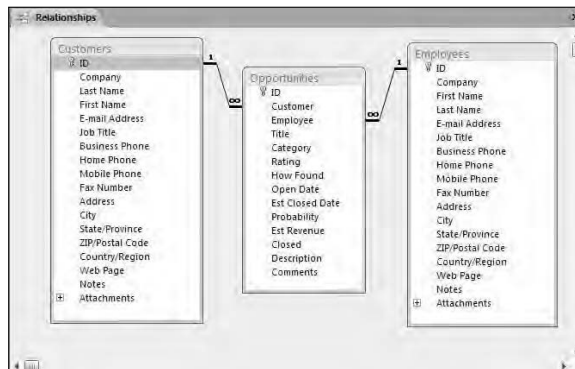 Relationships
Customers
ID
Company
Last Name
First Name
E-mail Address
Job Title
Business Phone
Home Phone
Mobile Phone
Fax Number
Address
City
State/Province
ZIP/Postal Code
Country/Region
Web Page
Notes
Attachments
1
∞
Opportunities
ID
Customer
Employee
Title
Category
Rating
How Found
Open Date
Est Closed Date
Probability
Est Revenue
Closed
Description
Comments
∞
1
Employees
ID
Company
Last Name
First Name
E-mail Address
Job Title
Business Phone
Home Phone
Mobile Phone
Fax Number
Address
City
State/Province
ZIP/Postal Code
Country/Region
Web Page
Notes
Attachments